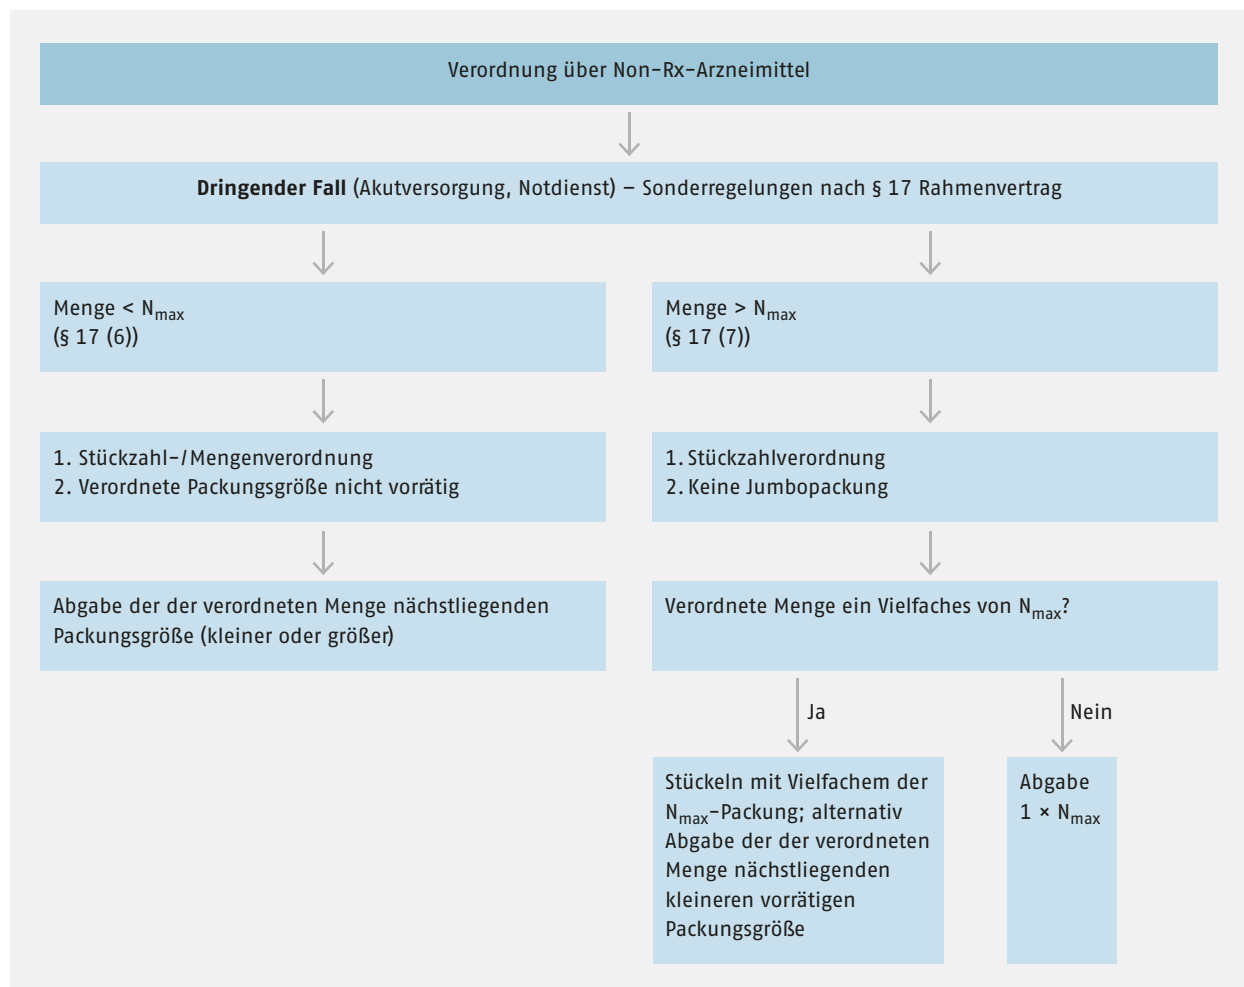 Verordnung über Non-Rx-Arzneimittel
Dringender Fall (Akutversorgung, Notdienst) – Sonderregelungen nach § 17 Rahmenvertrag
Menge < Nmax
(§ 17 (6))
Menge > Nmax
(§ 17 (7))
1. Stückzahl-/Mengenverordnung
2. Verordnete Packungsgröße nicht vorrätig
1. Stückzahlverordnung
2. Keine Jumbopackung
Abgabe der der verordneten Menge nächstliegenden
Packungsgröße (kleiner oder größer)
Verordnete Menge ein Vielfaches von Nmax?
Ja
Nein
Stückeln mit Vielfachem der
Nmax-Packung; alternativ
Abgabe der der verordneten
Menge nächstliegenden
kleineren vorrätigen
Packungsgröße
Abgabe
1 × Nmax